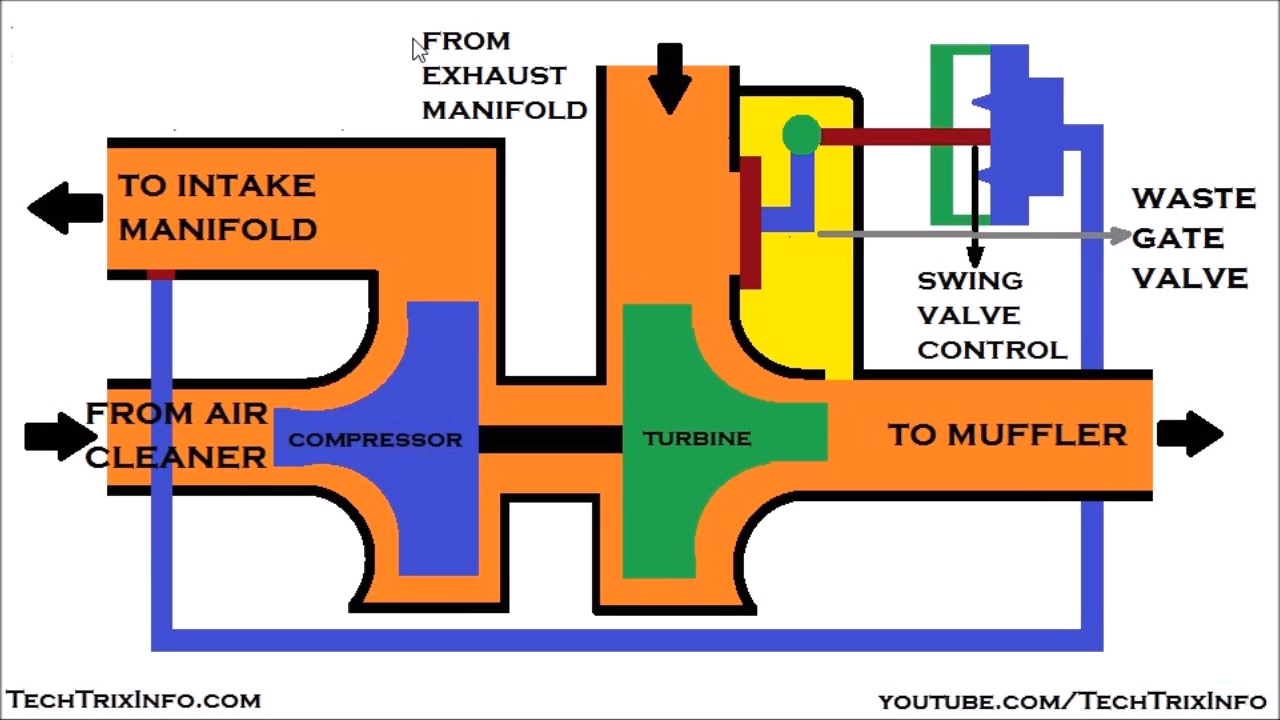 FROM
EXHAUST
MANIFOLD
TO INTAKE
MANIFOLD
WASTE
GATE
VALVE
SWING
VALVE
CONTROL
FROM AIR
CLEANER
COMPRESSOR
TURBINE
TO MUFFLER
TECHTRIXINFO.COM
YOUTUBE.COM/TECHTRIXINFO